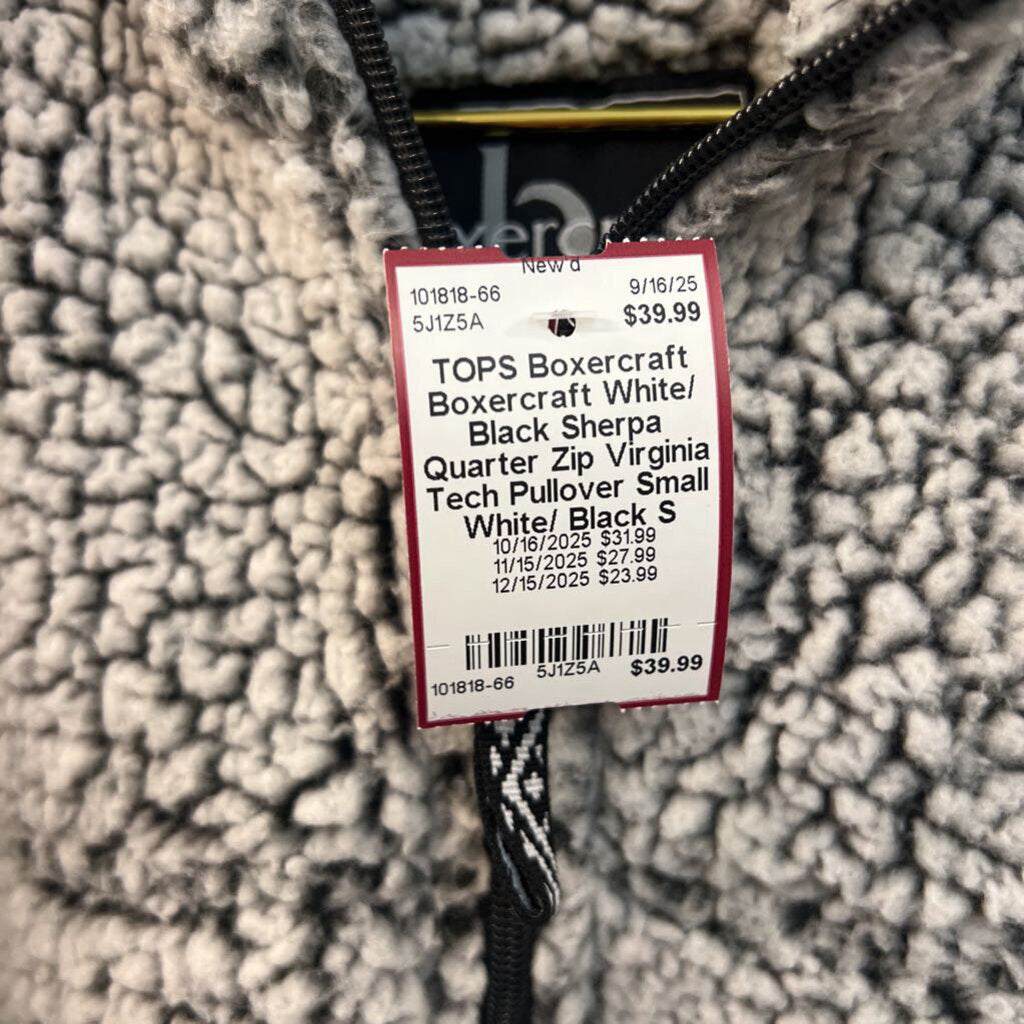 New'd
101818-66 9/16/25
5J1Z5A $39.99
TOPS Boxercraft
Boxercraft White/
Black Sherpa
Quarter Zip Virginia
Tech Pullover Small
White/ Black S
10/16/2025 $31.99
11/15/2025 $27.99
12/15/2025 $23.99
101818-66 5J1Z5A $39.99